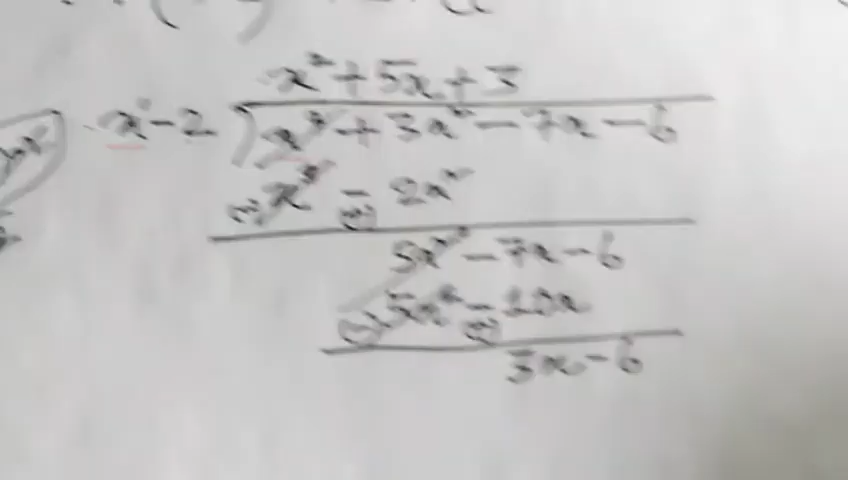 x² + 5x + 3
x - 2 ) x³ + 3x² - 7x - 6
(-) x³ - 2x²
(+)
5x² - 7x - 6
(-) 5x² - 10x
(+)
3x - 6